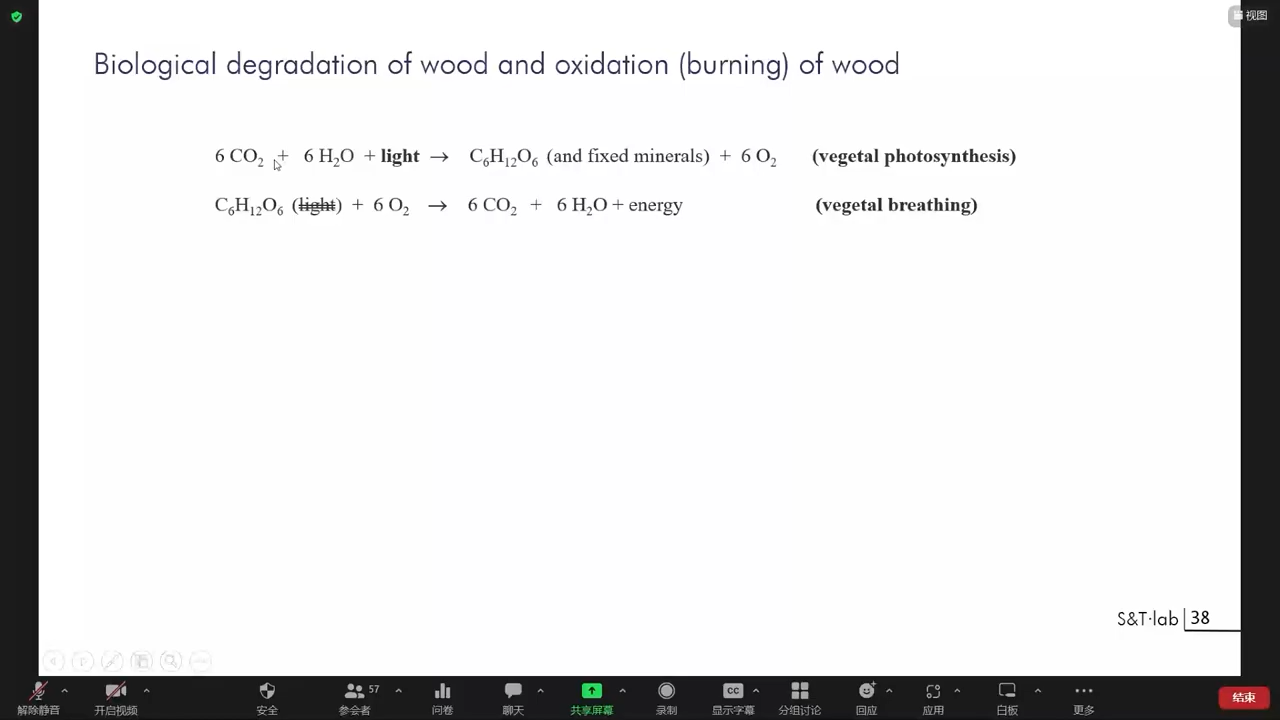 视图
Biological degradation of wood and oxidation (burning) of wood
6 CO₂ + 6 H₂O + light → C₆H₁₂O₆ (and fixed minerals) + 6 O₂ (vegetal photosynthesis)
C₆H₁₂O₆ (light) + 6 O₂ → 6 CO₂ + 6 H₂O + energy (vegetal breathing)
S&T·lab 38
57
CC
解除静音 开启视频 安全 参会者 问卷 聊天 共享屏幕 录制 显示字幕 分组讨论 回应 应用 白板 更多 结束